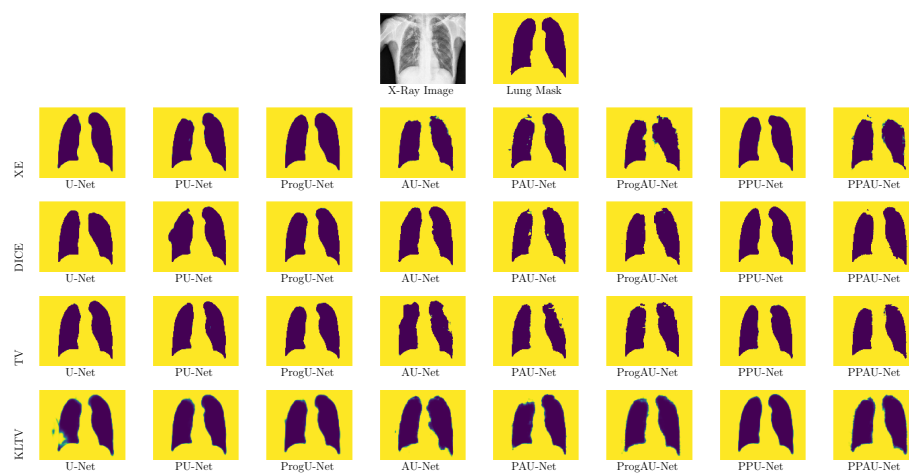 X-Ray Image Lung Mask
XE
U-Net PU-Net ProgU-Net AU-Net PAU-Net ProgAU-Net PPU-Net PPAU-Net
DICE
U-Net PU-Net ProgU-Net AU-Net PAU-Net ProgAU-Net PPU-Net PPAU-Net
TV
U-Net PU-Net ProgU-Net AU-Net PAU-Net ProgAU-Net PPU-Net PPAU-Net
KLTV
U-Net PU-Net ProgU-Net AU-Net PAU-Net ProgAU-Net PPU-Net PPAU-Net